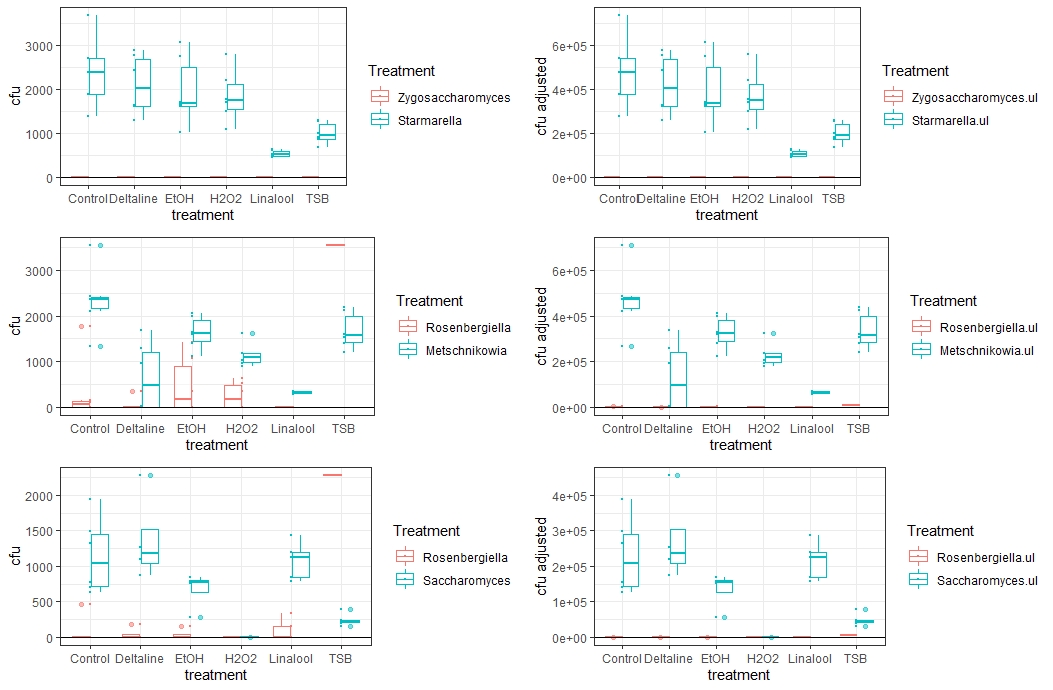 cfu
3000
2000
1000
0
Control Deltaline EtOH H2O2 Linalool TSB
treatment
Treatment
Zygosaccharomyces
Starmarella
cfu adjusted
6e+05
4e+05
2e+05
0e+00
Control Deltaline EtOH H2O2 Linalool TSB
treatment
Treatment
Zygosaccharomyces.ul
Starmarella.ul
cfu
3000
2000
1000
0
Control Deltaline EtOH H2O2 Linalool TSB
treatment
Treatment
Rosenbergiella
Metschnikowia
cfu adjusted
6e+05
4e+05
2e+05
0e+00
Control Deltaline EtOH H2O2 Linalool TSB
treatment
Treatment
Rosenbergiella.ul
Metschnikowia.ul
cfu
2000
1500
1000
500
0
Control Deltaline EtOH H2O2 Linalool TSB
treatment
Treatment
Rosenbergiella
Saccharomyces
cfu adjusted
4e+05
3e+05
2e+05
1e+05
0e+00
Control Deltaline EtOH H2O2 Linalool TSB
treatment
Treatment
Rosenbergiella.ul
Saccharomyces.ul